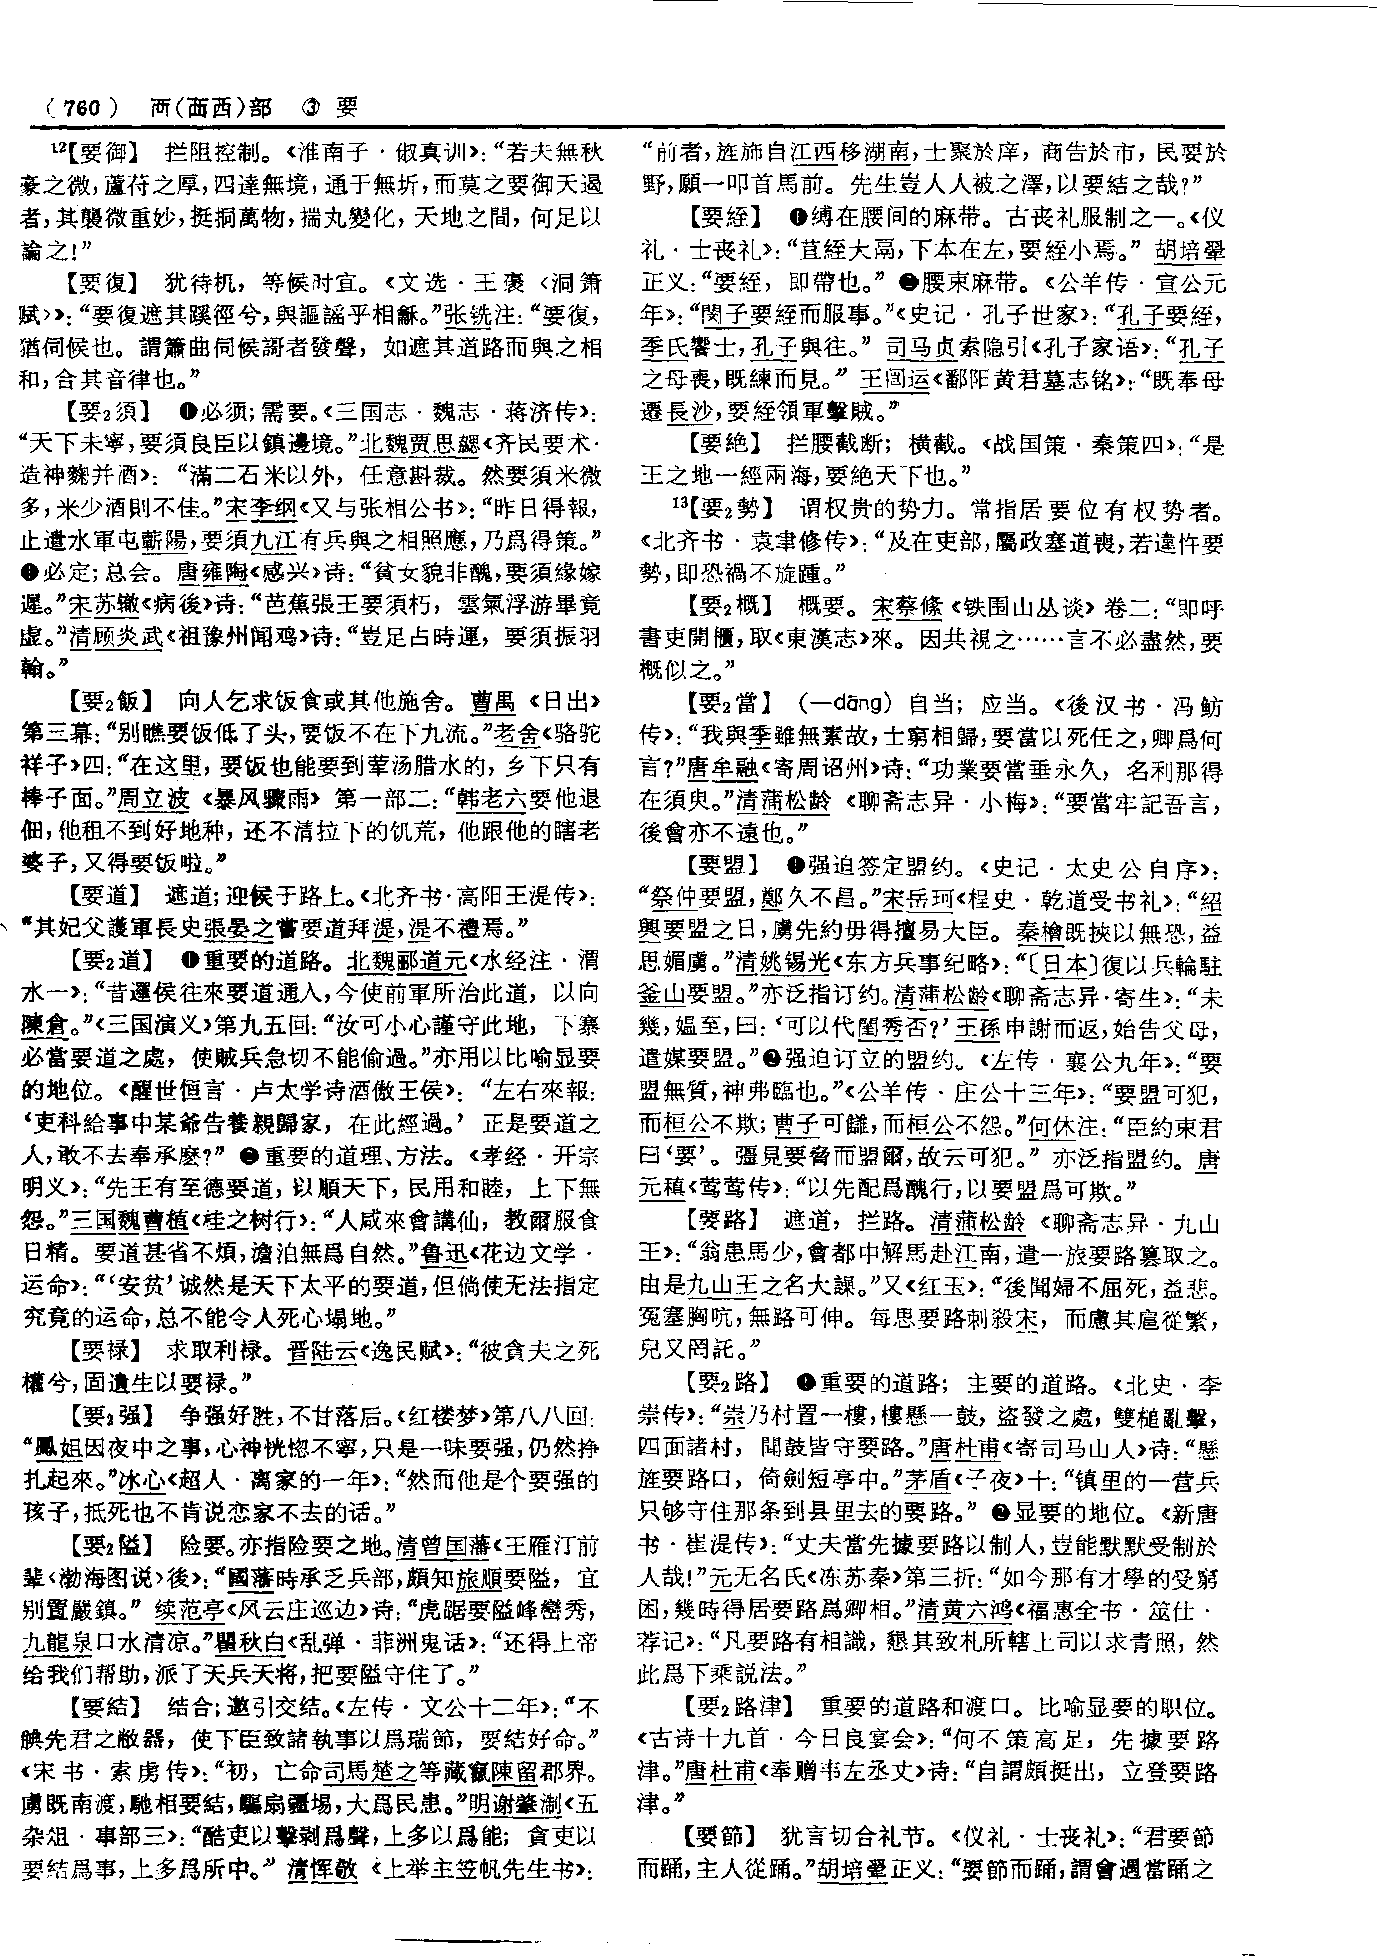 （760） 襾（覀西）部 ③ 要
¹²【要御】 拦阻控制。《淮南子·俶真训》：“若夫無秋
豪之微，蘆苻之厚，四達無境，通于無圻，而莫之要御夭遏
者，其襲微重妙，挺挏萬物，揣丸變化，天地之間，何足以
論之！”
【要復】 犹待机，等候时宜。《文选·王褒〈洞箫
赋〉》：“要復遮其蹊徑兮，與謳謡乎相龢。”张铣注：“要復，
猶伺候也。謂簫曲伺候謌者發聲，如遮其道路而與之相
和，合其音律也。”
【要₂須】 ❶必须；需要。《三国志·魏志·蒋济传》：
“天下未寧，要須良臣以鎮邊境。”北魏贾思勰《齐民要术·
造神麴并酒》：“滿二石米以外，任意斟裁。然要須米微
多，米少酒則不佳。”宋李纲《又与张相公书》：“昨日得報，
止遣水軍屯蘄陽，要須九江有兵與之相照應，乃爲得策。”
❷必定；总会。唐雍陶《感兴》诗：“貧女貌非醜，要須緣嫁
遲。”宋苏辙《病後》诗：“芭蕉張王要須朽，雲氣浮游畢竟
虚。”清顾炎武《祖豫州闻鸡》诗：“豈足占時運，要須振羽
翰。”
【要₂飯】 向人乞求饭食或其他施舍。曹禺《日出》
第三幕：“别瞧要饭低了头，要饭不在下九流。”老舍《骆驼
祥子》四：“在这里，要饭也能要到荤汤腊水的，乡下只有
棒子面。”周立波《暴风骤雨》第一部二：“韩老六要他退
佃，他租不到好地种，还不清拉下的饥荒，他跟他的瞎老
婆子，又得要饭啦。”
【要道】 遮道；迎候于路上。《北齐书·高阳王湜传》：
“其妃父護軍長史張晏之嘗要道拜湜，湜不禮焉。”
【要₂道】 ❶重要的道路。北魏郦道元《水经注·渭
水一》：“昔邏侯往來要道通入，今使前軍所治此道，以向
陳倉。”《三国演义》第九五回：“汝可小心謹守此地，下寨
必當要道之處，使賊兵急切不能偷過。”亦用以比喻显要
的地位。《醒世恒言·卢太学诗酒傲王侯》：“左右來報：
‘吏科給事中某爺告養親歸家，在此經過。’正是要道之
人，敢不去奉承麽？”❷重要的道理、方法。《孝经·开宗
明义》：“先王有至德要道，以順天下，民用和睦，上下無
怨。”三国魏曹植《桂之树行》：“人咸來會講仙，教爾服食
日精。要道甚省不煩，澹泊無爲自然。”鲁迅《花边文学·
运命》：“‘安贫’诚然是天下太平的要道，但倘使无法指定
究竟的运命，总不能令人死心塌地。”
【要禄】 求取利禄。晋陆云《逸民赋》：“彼貪夫之死
權兮，固遺生以要禄。”
【要₂强】 争强好胜，不甘落后。《红楼梦》第八八回：
“鳳姐因夜中之事，心神恍惚不寧，只是一味要强，仍然挣
扎起來。”冰心《超人·离家的一年》：“然而他是个要强的
孩子，抵死也不肯说恋家不去的话。”
【要₂隘】 险要。亦指险要之地。清曾国藩《王雁汀前
辈〈渤海图说〉後》：“國藩時承乏兵部，頗知旅順要隘，宜
别置嚴鎮。”续范亭《风云庄巡边》诗：“虎踞要隘峰巒秀，
九龍泉口水清凉。”瞿秋白《乱弹·菲洲鬼话》：“还得上帝
给我们帮助，派了天兵天将，把要隘守住了。”
【要結】 结合；邀引交结。《左传·文公十二年》：“不
腆先君之敝器，使下臣致諸執事以爲瑞節，要結好命。”
《宋书·索虏传》：“初，亡命司馬楚之等藏竄陳留郡界。
虜既南渡，馳相要結，驅扇疆埸，大爲民患。”明谢肇淛《五
杂俎·事部三》：“酷吏以擊剥爲聲，上多以爲能；貪吏以
要結爲事，上多爲所中。”清恽敬《上举主笠帆先生书》：
“前者，旌旆自江西移湖南，士聚於庠，商告於市，民要於
野，願一叩首馬前。先生豈人人被之澤，以要結之哉？”
【要絰】 ❶缚在腰间的麻带。古丧礼服制之一。《仪
礼·士丧礼》：“苴絰大鬲，下本在左，要絰小焉。”胡培翬
正义：“要絰，即帶也。”❷腰束麻带。《公羊传·宣公元
年》：“閔子要絰而服事。”《史记·孔子世家》：“孔子要絰，
季氏饗士，孔子與往。”司马贞索隐引《孔子家语》：“孔子
之母喪，既練而見。”王闿运《鄱阳黄君墓志铭》：“既奉母
遷長沙，要絰領軍擊賊。”
【要絶】 拦腰截断；横截。《战国策·秦策四》：“是
王之地一經兩海，要絶天下也。”
¹³【要₂勢】 谓权贵的势力。常指居要位有权势者。
《北齐书·袁聿修传》：“及在吏部，屬政塞道喪，若違忤要
勢，即恐禍不旋踵。”
【要₂概】 概要。宋蔡絛《铁围山丛谈》卷二：“即呼
書吏開櫃，取《東漢志》來。因共視之……言不必盡然，要
概似之。”
【要₂當】 （—dāng）自当；应当。《後汉书·冯鲂
传》：“我與季雖無素故，士窮相歸，要當以死任之，卿爲何
言？”唐牟融《寄周诏州》诗：“功業要當垂永久，名利那得
在須臾。”清蒲松龄《聊斋志异·小梅》：“要當牢記吾言，
後會亦不遠也。”
【要盟】 ❶强迫签定盟约。《史记·太史公自序》：
“祭仲要盟，鄭久不昌。”宋岳珂《桯史·乾道受书礼》：“紹
興要盟之日，虜先約毋得擅易大臣。秦檜既挾以無恐，益
思媚虜。”清姚锡光《东方兵事纪略》：“〔日本〕復以兵輪駐
釜山要盟。”亦泛指订约。清蒲松龄《聊斋志异·寄生》：“未
幾，媪至，曰：‘可以代閨秀否？’王孫申謝而返，始告父母，
遣媒要盟。”❷强迫订立的盟约。《左传·襄公九年》：“要
盟無質，神弗臨也。”《公羊传·庄公十三年》：“要盟可犯，
而桓公不欺；曹子可讎，而桓公不怨。”何休注：“臣約束君
曰‘要’。彊見要脅而盟爾，故云可犯。”亦泛指盟约。唐
元稹《莺莺传》：“以先配爲醜行，以要盟爲可欺。”
【要路】 遮道，拦路。清蒲松龄《聊斋志异·九山
王》：“翁患馬少，會都中解馬赴江南，遣一旅要路篡取之。
由是九山王之名大譟。”又《红玉》：“後聞婦不屈死，益悲。
冤塞胸吭，無路可伸。每思要路刺殺宋，而慮其扈從繁，
兒又罔託。”
【要₂路】 ❶重要的道路；主要的道路。《北史·李
崇传》：“崇乃村置一樓，樓懸一鼓，盜發之處，雙槌亂擊，
四面諸村，聞鼓皆守要路。”唐杜甫《寄司马山人》诗：“懸
旌要路口，倚劍短亭中。”茅盾《子夜》十：“镇里的一营兵
只够守住那条到县里去的要路。”❷显要的地位。《新唐
书·崔湜传》：“丈夫當先據要路以制人，豈能默默受制於
人哉！”元无名氏《冻苏秦》第三折：“如今那有才學的受窮
困，幾時得居要路爲卿相。”清黄六鸿《福惠全书·筮仕·
荐记》：“凡要路有相識，懇其致札所轄上司以求青照，然
此爲下乘説法。”
【要₂路津】 重要的道路和渡口。比喻显要的职位。
《古诗十九首·今日良宴会》：“何不策高足，先據要路
津。”唐杜甫《奉赠韦左丞丈》诗：“自謂頗挺出，立登要路
津。”
【要節】 犹言切合礼节。《仪礼·士丧礼》：“君要節
而踊，主人從踊。”胡培翬正义：“要節而踊，謂會遇當踊之